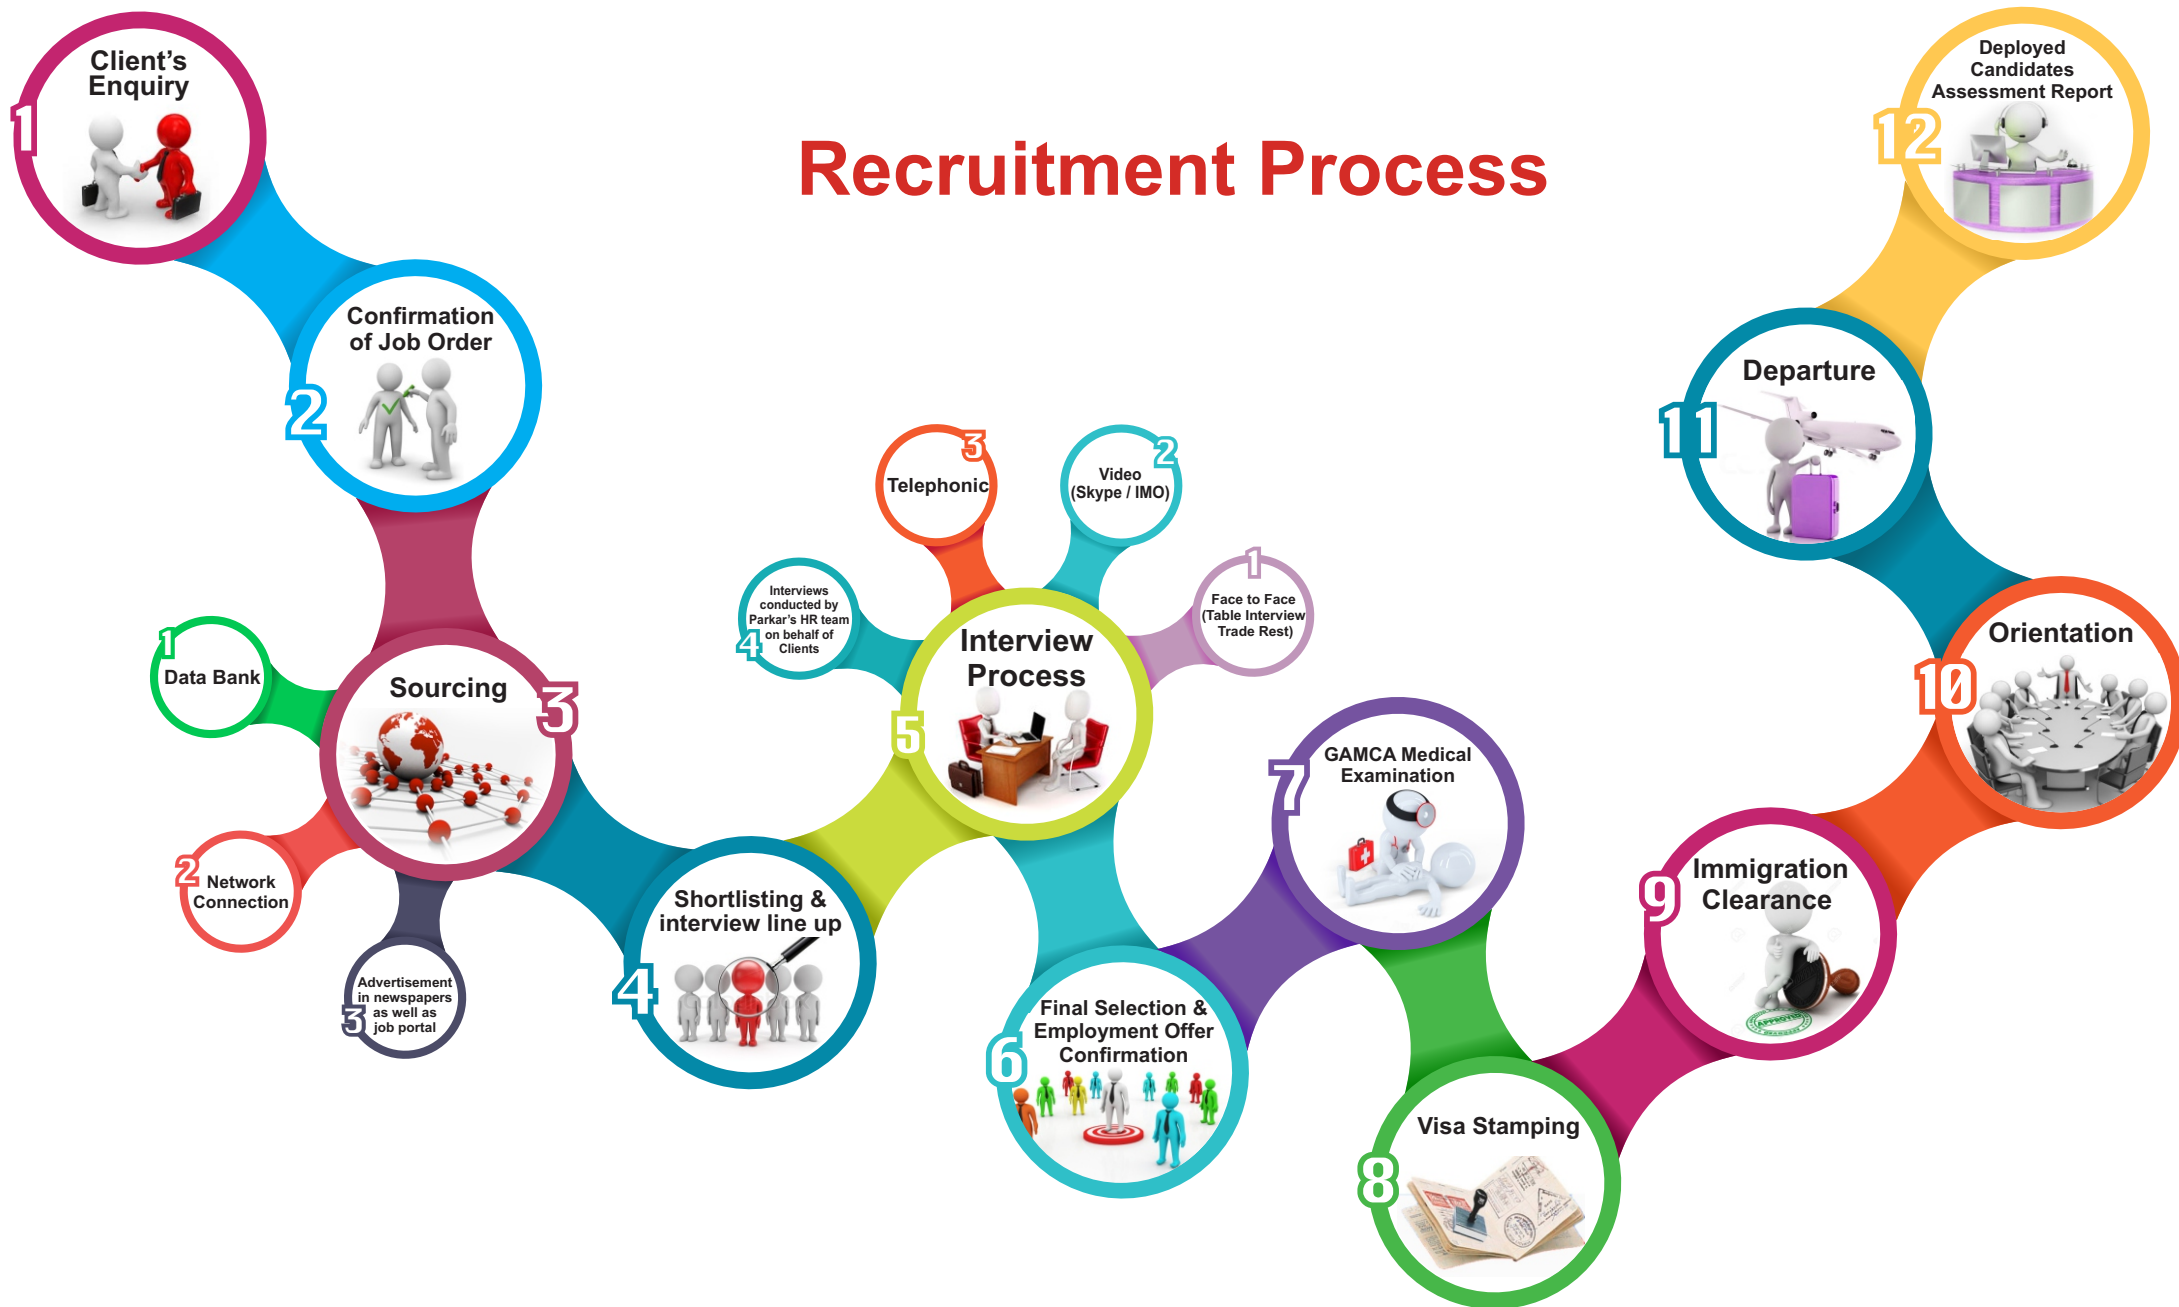 Recruitment Process
1
Client's
Enquiry
2
Confirmation
of Job Order
3
Sourcing
1
Data Bank
2
Network
Connection
3
Advertisement
in newspapers
as well as
job portal
4
Shortlisting &
interview line up
5
Interview
Process
1
Face to Face
(Table Interview
Trade Rest)
2
Video
(Skype / IMO)
3
Telephonic
4
Interviews
conducted by
Parkar's HR team
on behalf of
Clients
6
Final Selection &
Employment Offer
Confirmation
7
GAMCA Medical
Examination
8
Visa Stamping
9
Immigration
Clearance
APPROVED
10
Orientation
11
Departure
12
Deployed
Candidates
Assessment Report